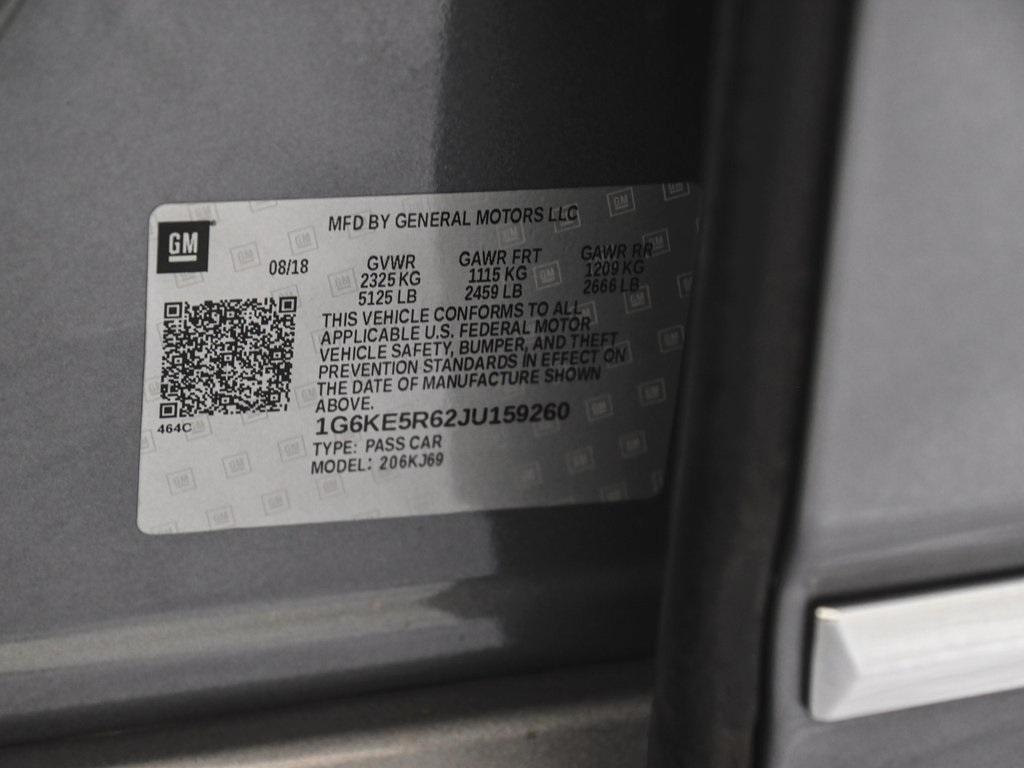 GM
MFD BY GENERAL MOTORS LLC
08/18
GVWR
2325 KG
5125 LB
GAWR FRT
1115 KG
2459 LB
GAWR RR
1209 KG
2666 LB
THIS VEHICLE CONFORMS TO ALL
APPLICABLE U.S. FEDERAL MOTOR
VEHICLE SAFETY, BUMPER, AND THEFT
PREVENTION STANDARDS IN EFFECT ON
THE DATE OF MANUFACTURE SHOWN
ABOVE.
464C
1G6KE5R62JU159260
TYPE: PASS CAR
MODEL: 206KJ69